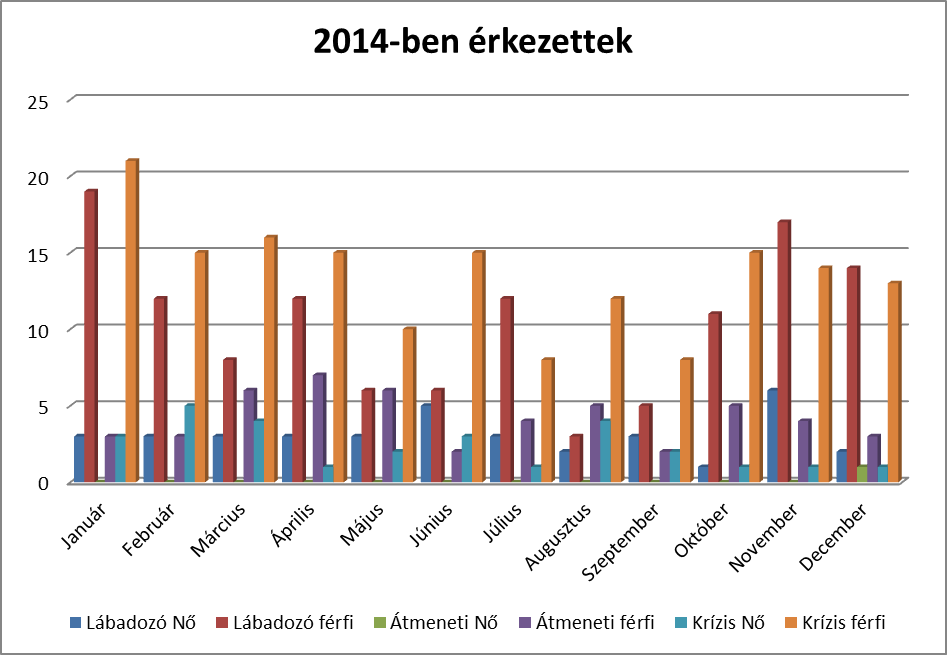 2014-ben érkezettek
25
20
15
10
5
0
Január
Február
Március
Április
Május
Június
Július
Augusztus
Szeptember
Október
November
December
Lábadozó Nő
Lábadozó férfi
Átmeneti Nő
Átmeneti férfi
Krízis Nő
Krízis férfi